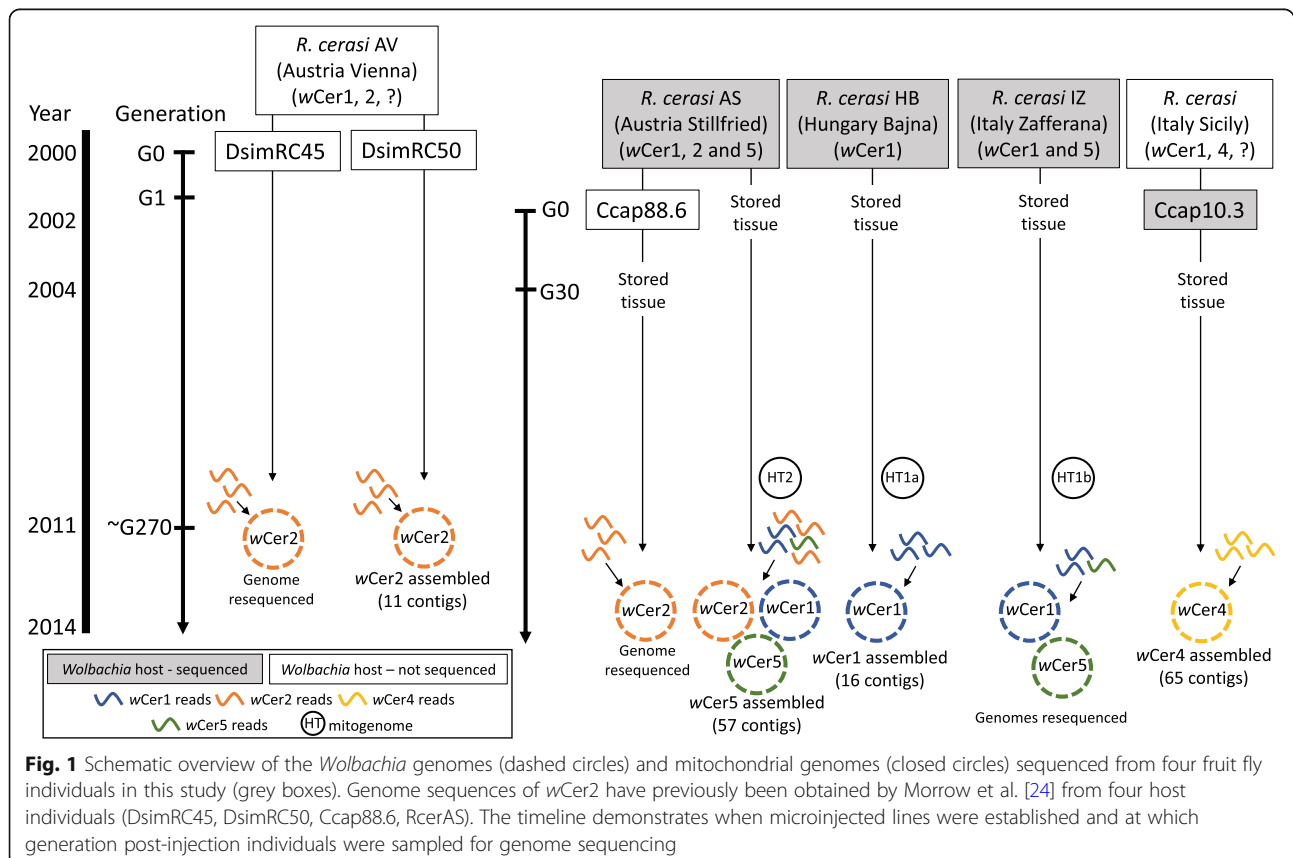 R. cerasi AV
(Austria Vienna)
(wCer1, 2, ?)
Year
Generation
2000
2002
2004
2011
2014
G0
G1
~G270
DsimRC45
DsimRC50
wCer2
Genome
resequenced
wCer2
wCer2 assembled
(11 contigs)
G0
G30
R. cerasi AS
(Austria Stillfried)
(wCer1, 2 and 5)
R. cerasi HB
(Hungary Bajna)
(wCer1)
R. cerasi IZ
(Italy Zafferana)
(wCer1 and 5)
R. cerasi
(Italy Sicily)
(wCer1, 4, ?)
Ccap88.6
Stored
tissue
Stored
tissue
Stored
tissue
Stored
tissue
Ccap10.3
Stored
tissue
HT2
HT1a
HT1b
wCer2
Genome
resequenced
wCer2
wCer1
wCer5
wCer5 assembled
(57 contigs)
wCer1
wCer1 assembled
(16 contigs)
wCer1
wCer5
Genomes resequenced
wCer4
wCer4 assembled
(65 contigs)
Wolbachia host - sequenced
Wolbachia host – not sequenced
wCer1 reads
wCer2 reads
wCer4 reads
wCer5 reads
HT
mitogenome
Fig. 1 Schematic overview of the Wolbachia genomes (dashed circles) and mitochondrial genomes (closed circles) sequenced from four fruit fly
individuals in this study (grey boxes). Genome sequences of wCer2 have previously been obtained by Morrow et al. [24] from four host
individuals (DsimRC45, DsimRC50, Ccap88.6, RcerAS). The timeline demonstrates when microinjected lines were established and at which
generation post-injection individuals were sampled for genome sequencing